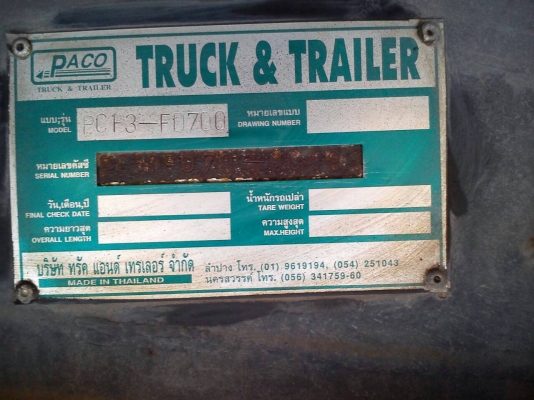 PACO
TRUCK & TRAILER
TRUCK & TRAILER
แบบ;รุ่น
MODEL
PC13-F0700
หมายเลขแบบ
DRAWING NUMBER
หมายเลขคัสซี
SERIAL NUMBER
วัน,เดือน,ปี
FINAL CHECK DATE
น้ำหนักรถเปล่า
TARE WEIGHT
ความยาวสุด
OVERALL LENGTH
ความสูงสุด
MAX.HEIGHT
บริษัท ทรัค แอนด์ เทรเลอร์ จำกัด
MADE IN THAILAND
ลำปาง โทร. (01) 9619194, (054) 251043
นครสวรรค์ โทร. (056) 341759-60